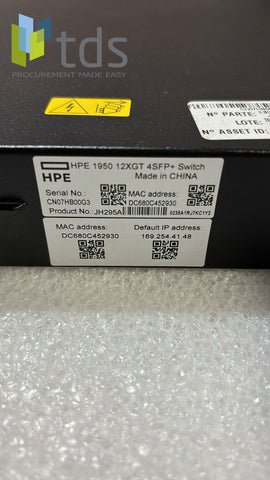 tds
PROCUREMENT MADE EASY
Nº PARTE:
LOTE:
Nº ASSET ID:
HPE 1950 12XGT 4SFP+ Switch
HPE
Made in CHINA
Serial No.:
CN07HB00G3
MAC address:
DC680C452930
Product No.:JH295A
0235A1RJ7KC1Y2
MAC address:
DC680C452930
Default IP address:
169.254.41.48